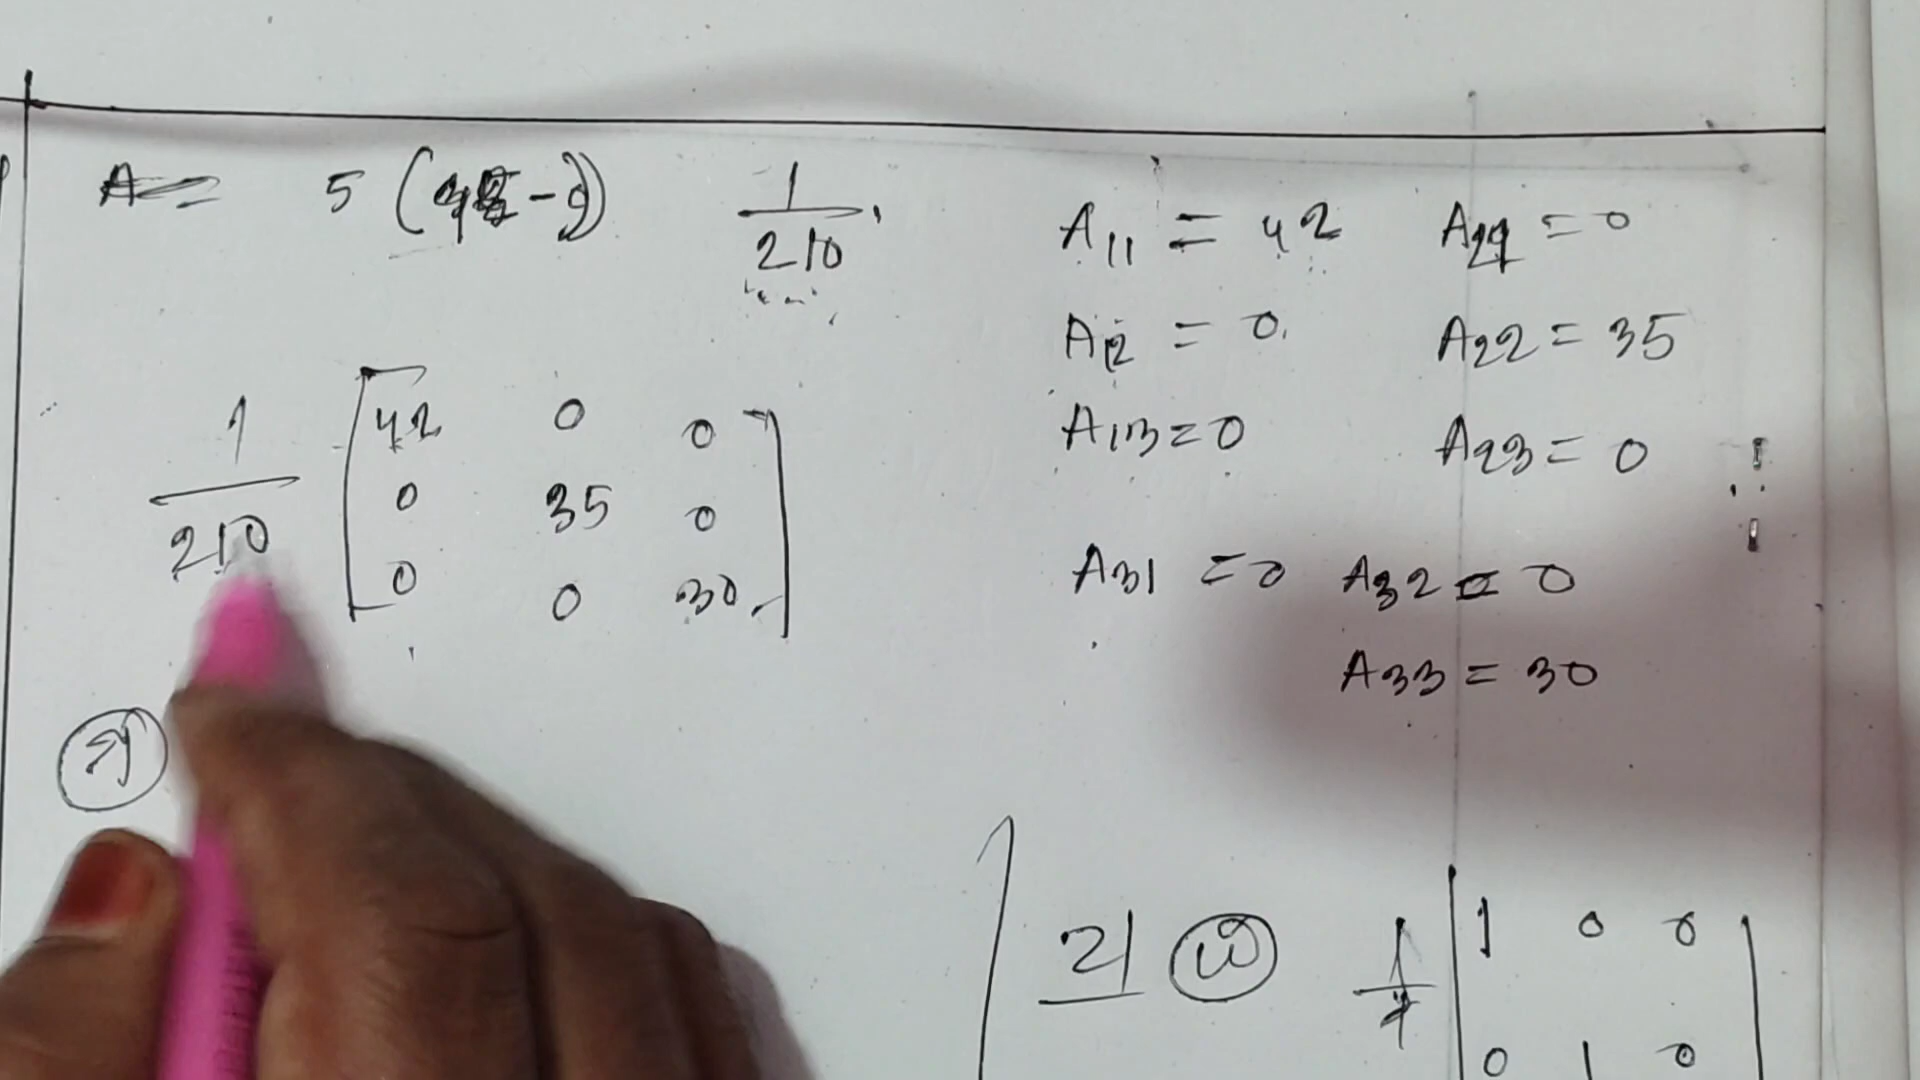 A = 5 (42 - 0) 1/210
A11 = 42 A21 = 0
A12 = 0 A22 = 35
A13 = 0 A23 = 0
A31 = 0 A32 = 0
A33 = 30
1/210 [ 42 0 0
0 35 0
0 0 30 ]
21
1 0 0
0 1 0